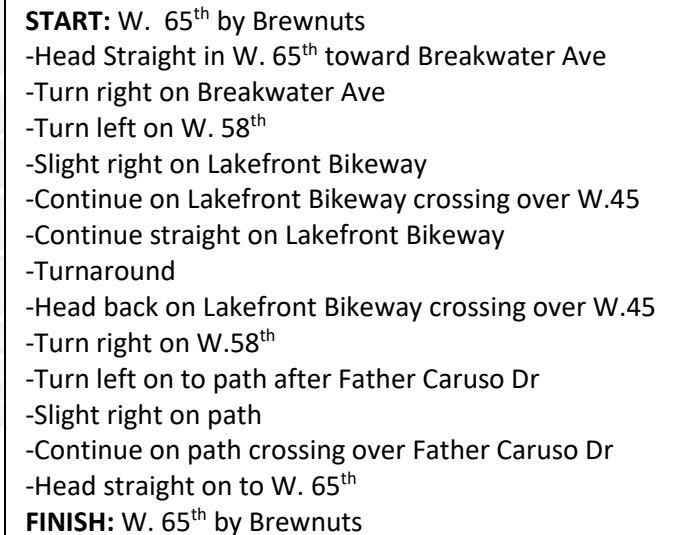 START: W. 65th by Brewnuts
-Head Straight in W. 65th toward Breakwater Ave
-Turn right on Breakwater Ave
-Turn left on W. 58th
-Slight right on Lakefront Bikeway
-Continue on Lakefront Bikeway crossing over W.45
-Continue straight on Lakefront Bikeway
-Turnaround
-Head back on Lakefront Bikeway crossing over W.45
-Turn right on W.58th
-Turn left on to path after Father Caruso Dr
-Slight right on path
-Continue on path crossing over Father Caruso Dr
-Head straight on to W. 65th
FINISH: W. 65th by Brewnuts